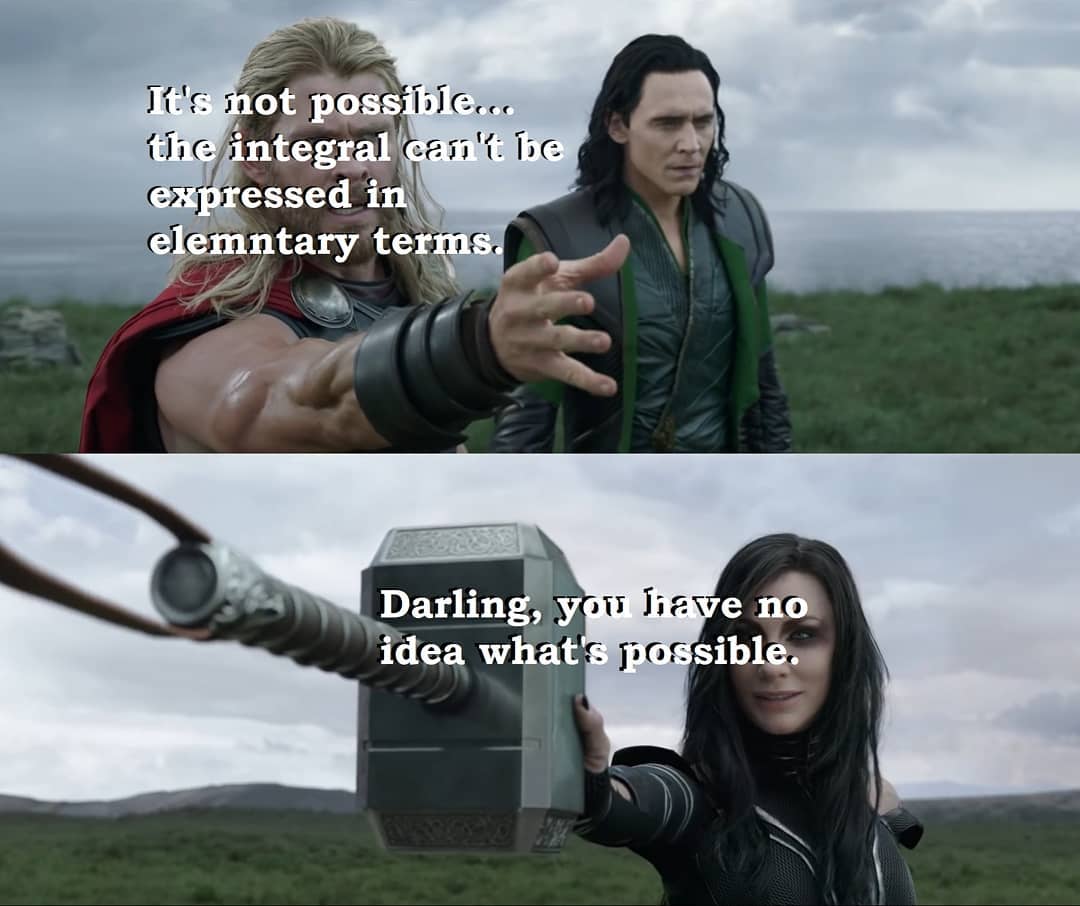 It's not possible...
the integral can't be
expressed in
elemntary terms.
Darling, you have no
idea what's possible.